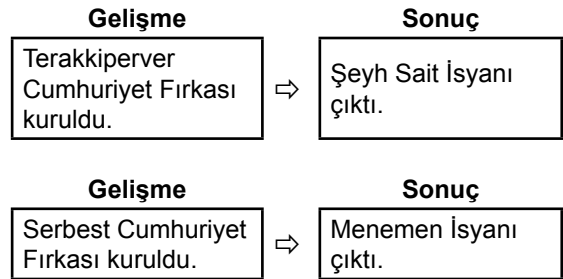 Gelişme Sonuç
Terakkiperver
Cumhuriyet Fırkası
kuruldu.
⇨
Şeyh Sait İsyanı
çıktı.
Gelişme Sonuç
Serbest Cumhuriyet
Fırkası kuruldu.
⇨
Menemen İsyanı
çıktı.